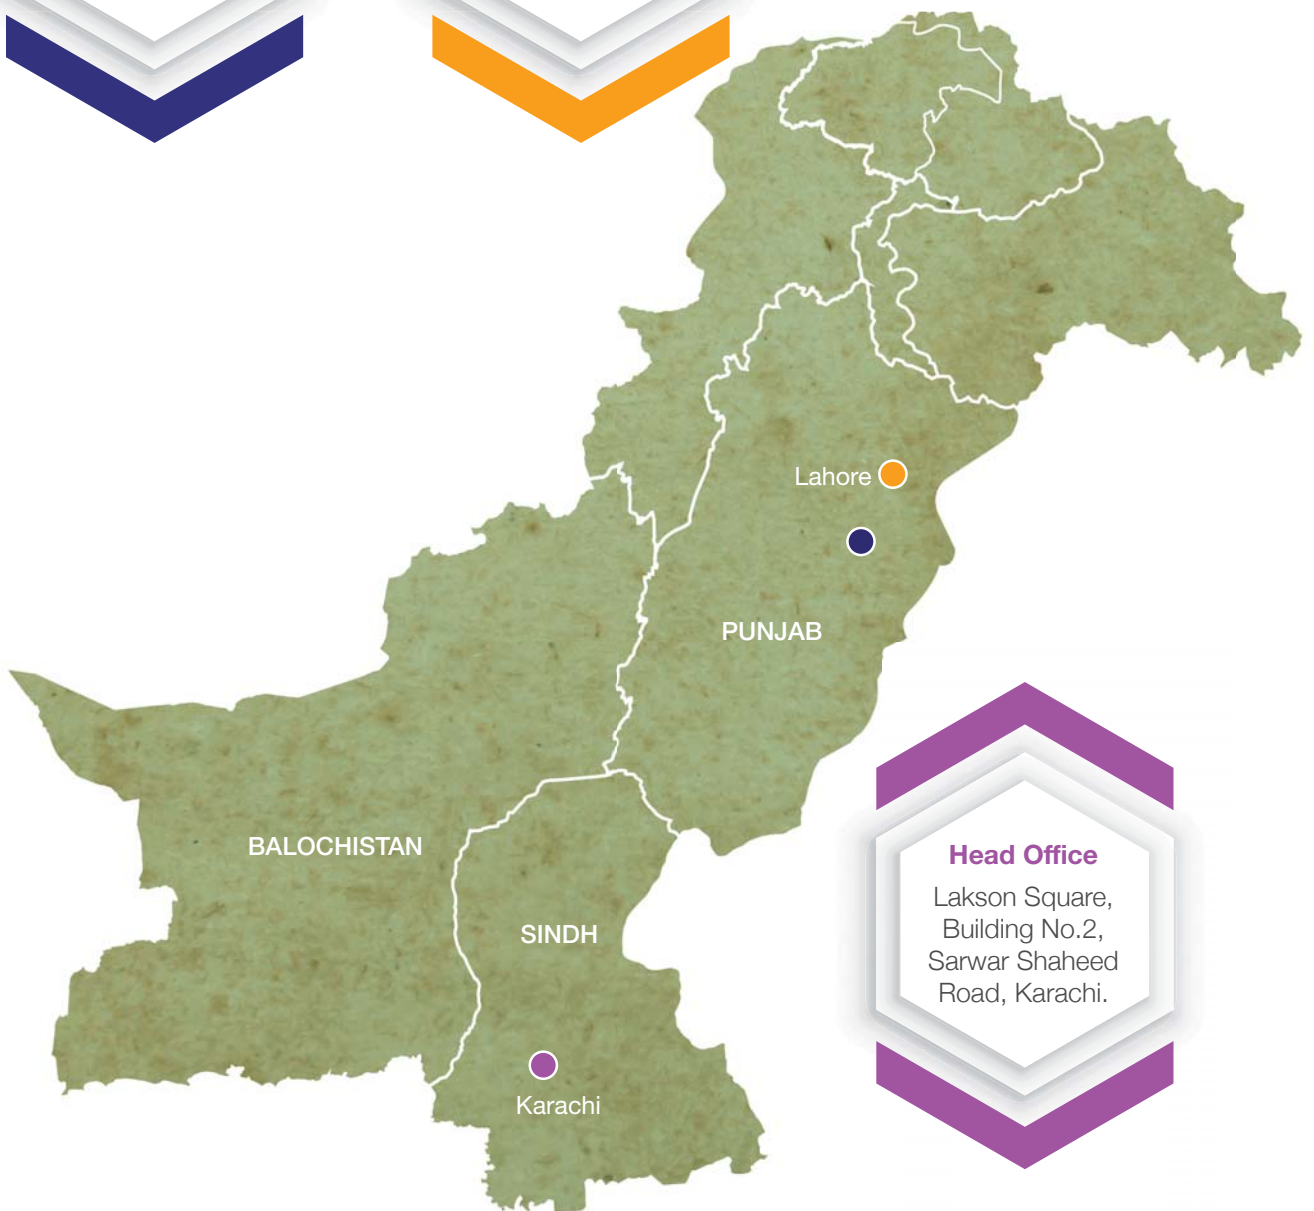 Lahore
PUNJAB
BALOCHISTAN
SINDH
Karachi
Head Office
Lakson Square,
Building No.2,
Sarwar Shaheed
Road, Karachi.